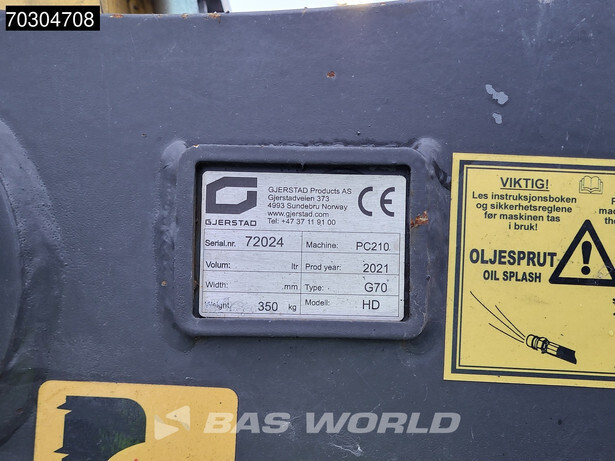 70304708
GJERSTAD
GJERSTAD Products AS
Gjerstadveien 373
4993 Sundebru Norway
www.gjerstad.com
Tel: +47 37 11 91 00
CE
Serial.nr. 72024 Machine: PC210
Volum: ltr Prod year: 2021
Width: mm Type: G70
Weight: 350 kg Modell: HD
VIKTIG!
Les instruksjonsboken
og sikkerhetsreglene
før maskinen tas
i bruk!
OLJESPRUT
OIL SPLASH
BAS WORLD